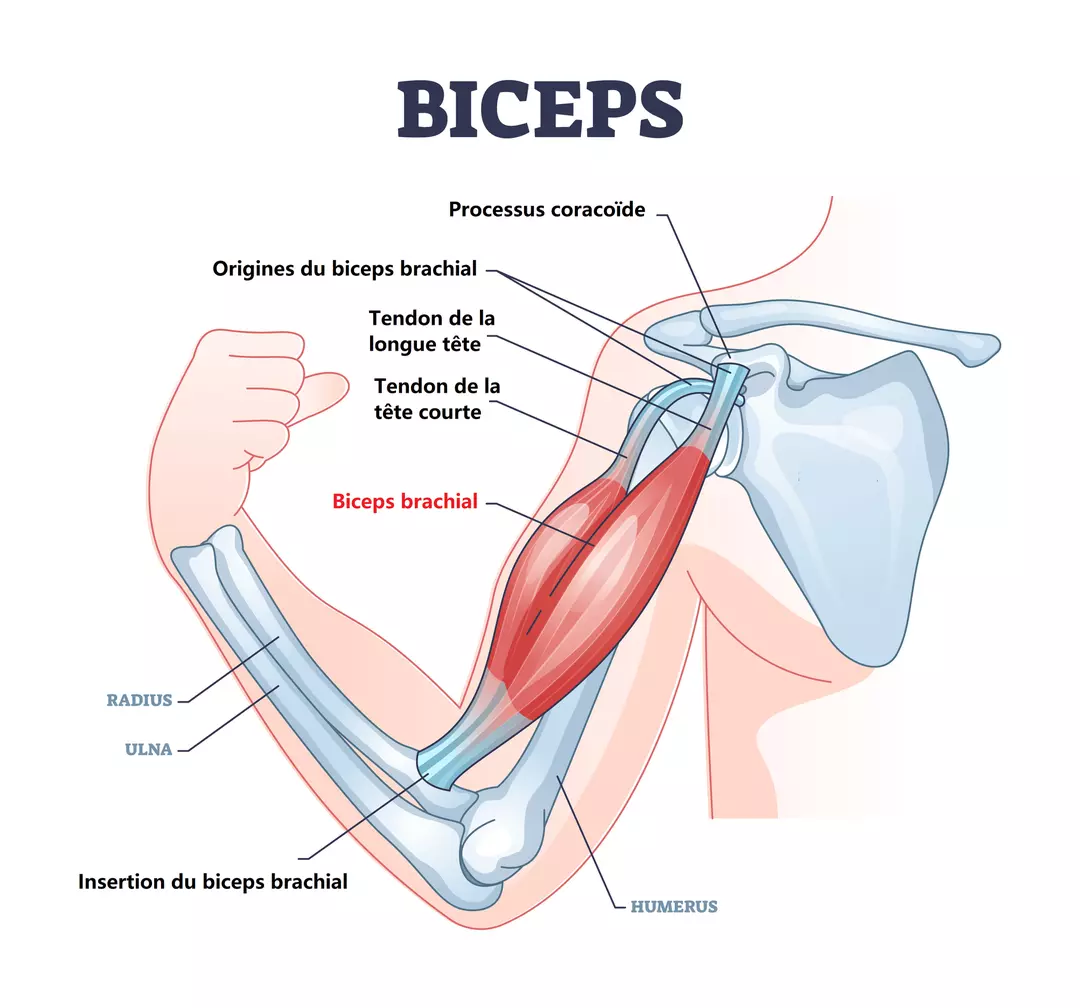 BICEPS
Processus coracoïde
Origines du biceps brachial
Tendon de la
longue tête
Tendon de la
tête courte
Biceps brachial
RADIUS
ULNA
Insertion du biceps brachial
HUMERUS